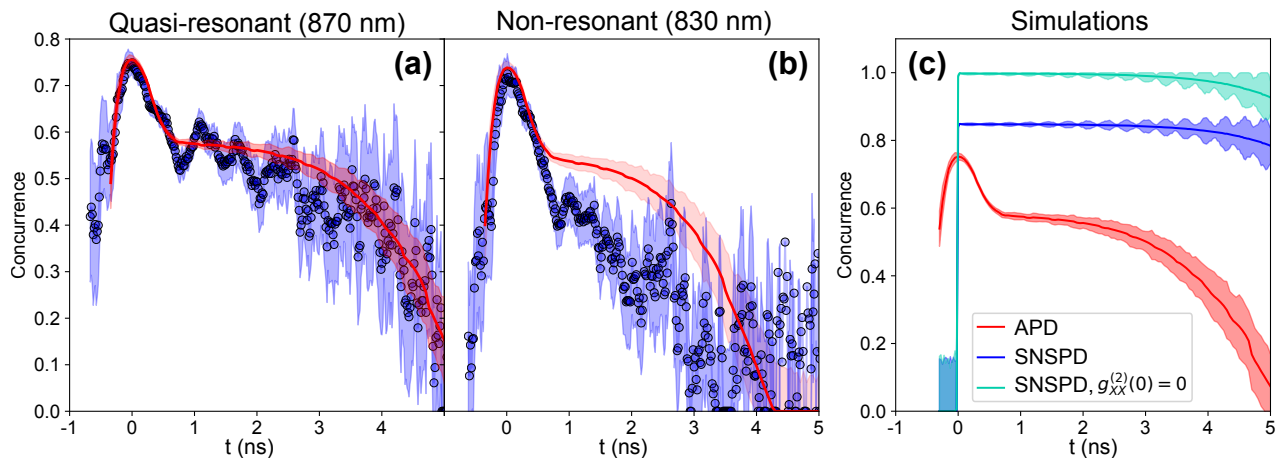 Quasi-resonant (870 nm)
Non-resonant (830 nm)
Simulations
(a)
(b)
(c)
Concurrence
0.8
0.7
0.6
0.5
0.4
0.3
0.2
0.1
0.0
-1 0 1 2 3 4
t (ns)
-1 0 1 2 3 4 5
t (ns)
Concurrence
1.0
0.8
0.6
0.4
0.2
0.0
-1 0 1 2 3 4 5
t (ns)
APD
SNSPD
SNSPD, g_{XX}^{(2)}(0) = 0